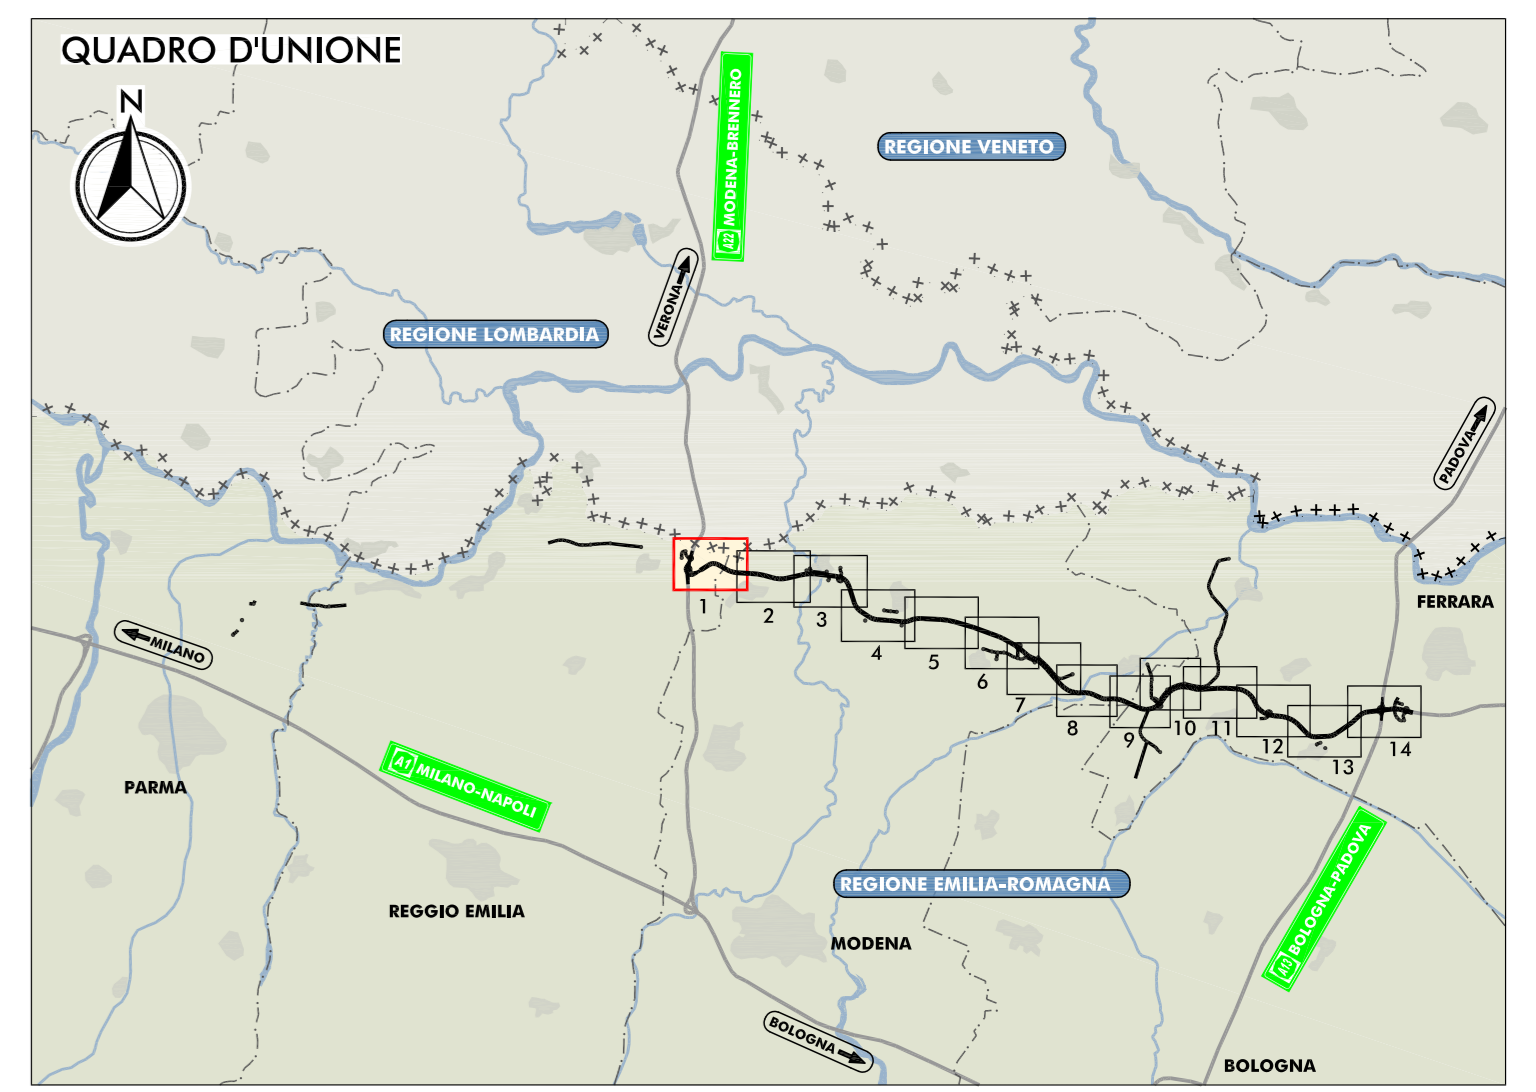 QUADRO D'UNIONE
N
A22 MODENA-BRENNERO
REGIONE VENETO
VERONA
REGIONE LOMBARDIA
PADOVA
FERRARA
MILANO
1
2
3
4
5
6
7
8
9
10
11
12
13
14
PARMA
A1 MILANO-NAPOLI
A13 BOLOGNA-PADOVA
REGIONE EMILIA-ROMAGNA
REGGIO EMILIA
MODENA
BOLOGNA
BOLOGNA